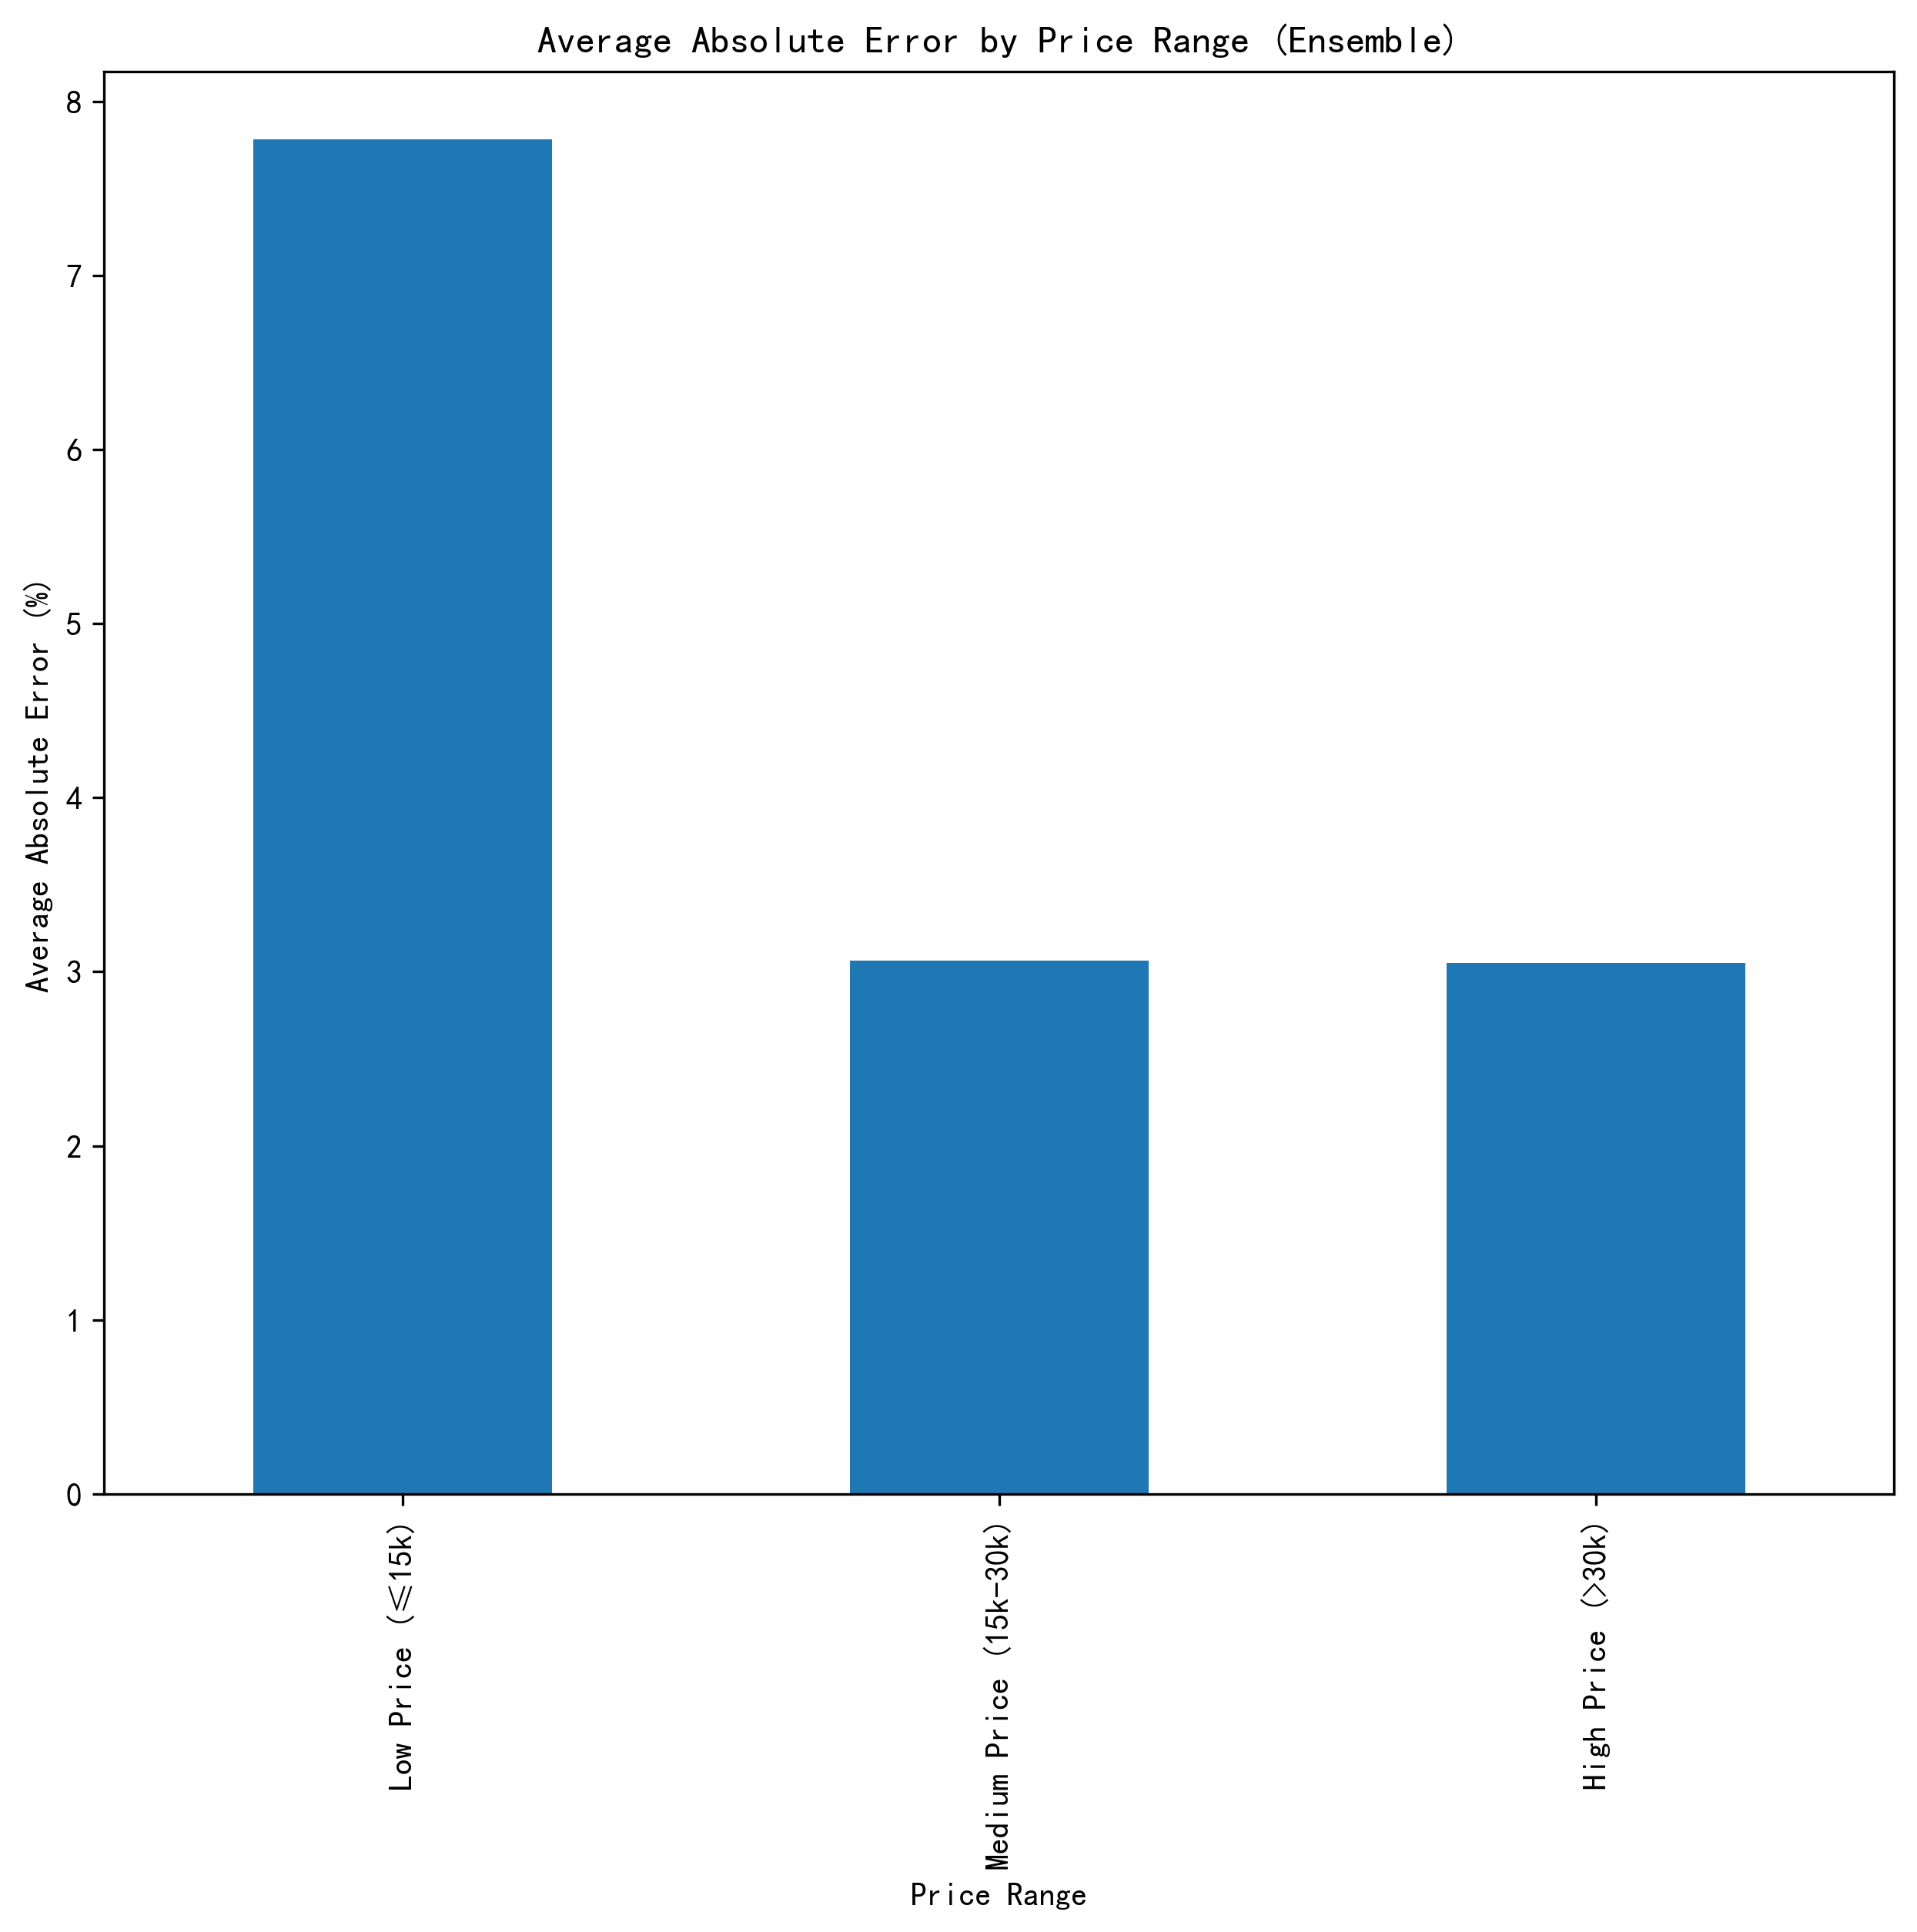 Average Absolute Error by Price Range (Ensemble)
Average Absolute Error (%)
8
7
6
5
4
3
2
1
0
Low Price (≤15k)
Medium Price (15k-30k)
High Price (>30k)
Price Range